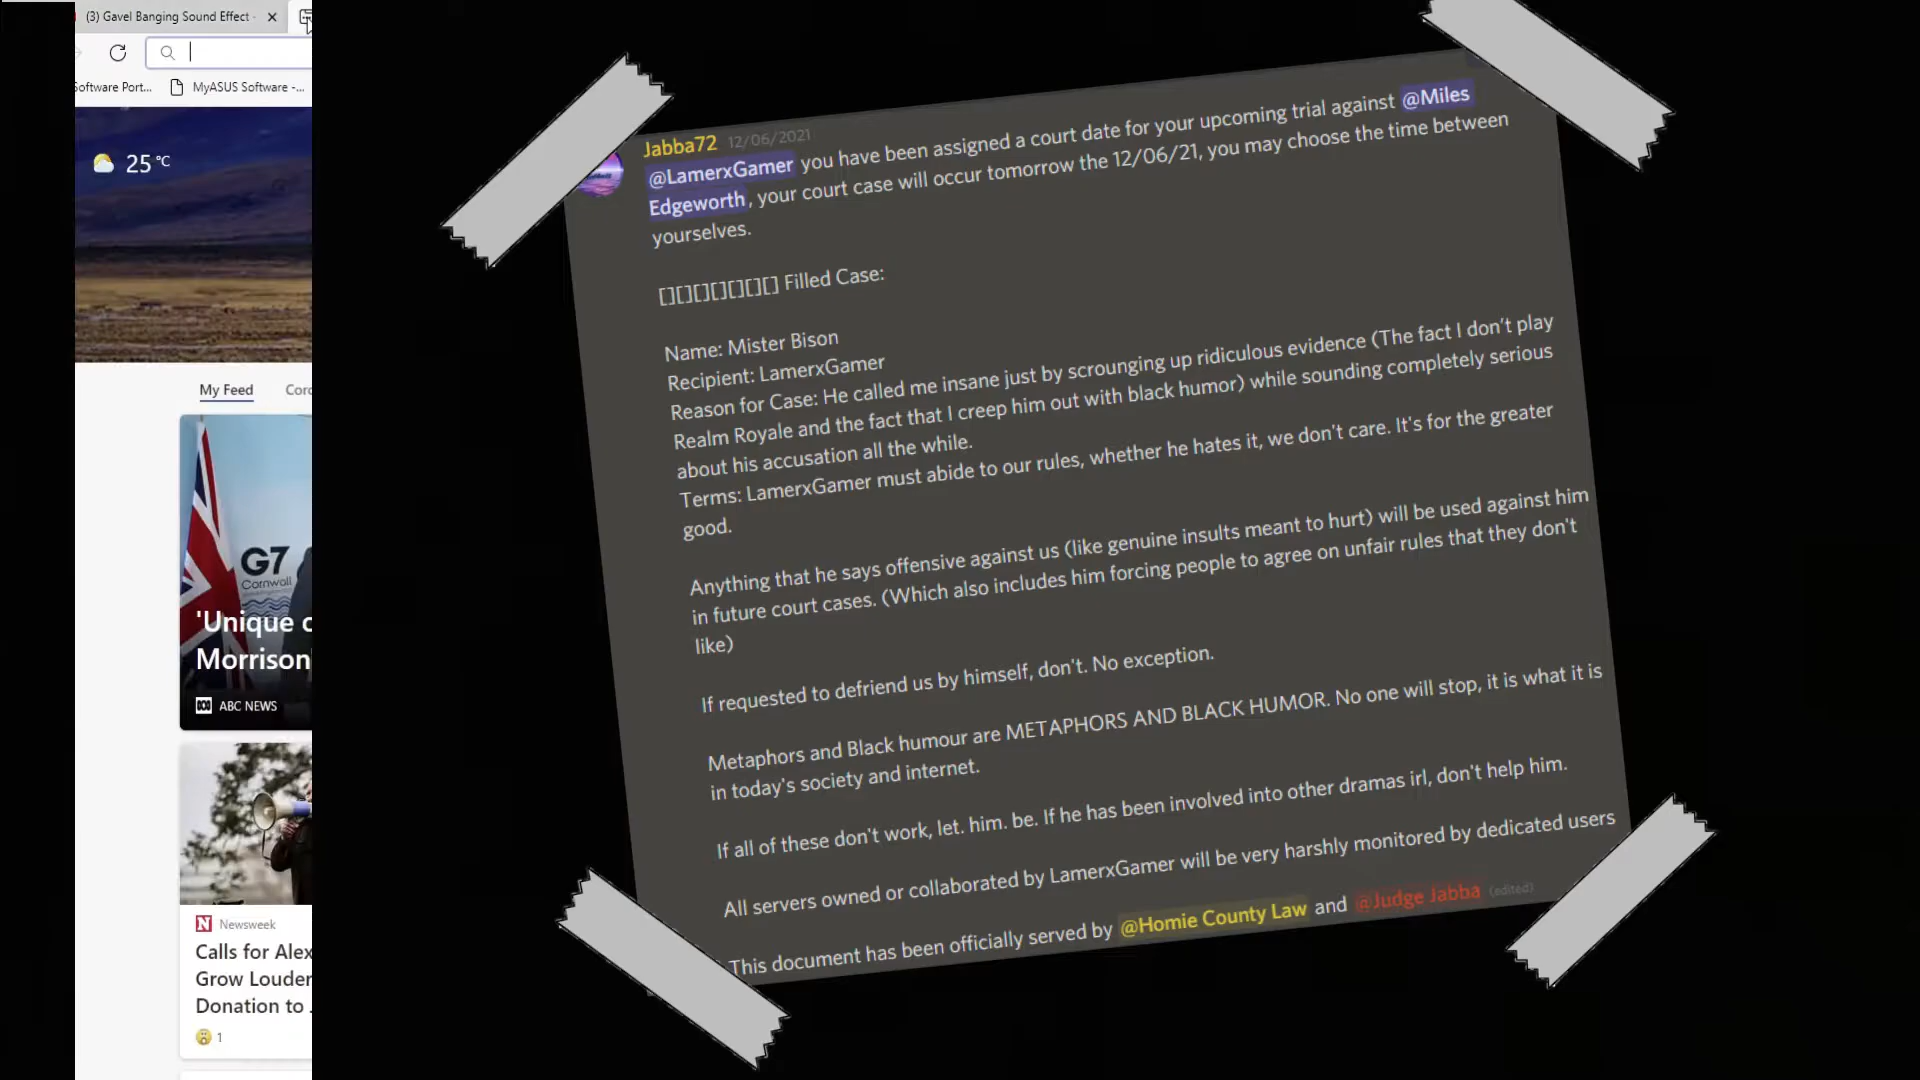 (3) Gavel Banging Sound Effect -
Software Port...
MyASUS Software -...
25 °C
My Feed
G7
Cornwall
'Unique
Morrison'
ABC NEWS
Newsweek
Calls for Alex
Grow Louder
Donation to
1
Jabba72 12/06/2021
@LamerxGamer you have been assigned a court date for your upcoming trial against @Miles
Edgeworth, your court case will occur tomorrow the 12/06/21, you may choose the time between
yourselves.
[][][][][][][] Filled Case:
Name: Mister Bison
Recipient: LamerxGamer
Reason for Case: He called me insane just by scrounging up ridiculous evidence (The fact I don't play
Realm Royale and the fact that I creep him out with black humor) while sounding completely serious
about his accusation all the while.
Terms: LamerxGamer must abide to our rules, whether he hates it, we don't care. It's for the greater
good.
Anything that he says offensive against us (like genuine insults meant to hurt) will be used against him
in future court cases. (Which also includes him forcing people to agree on unfair rules that they don't
like)
If requested to defriend us by himself, don't. No exception.
Metaphors and Black humour are METAPHORS AND BLACK HUMOR. No one will stop, it is what it is
in today's society and internet.
If all of these don't work, let. him. be. If he has been involved into other dramas irl, don't help him.
All servers owned or collaborated by LamerxGamer will be very harshly monitored by dedicated users
This document has been officially served by @Homie County Law and @Judge Jabba (edited)